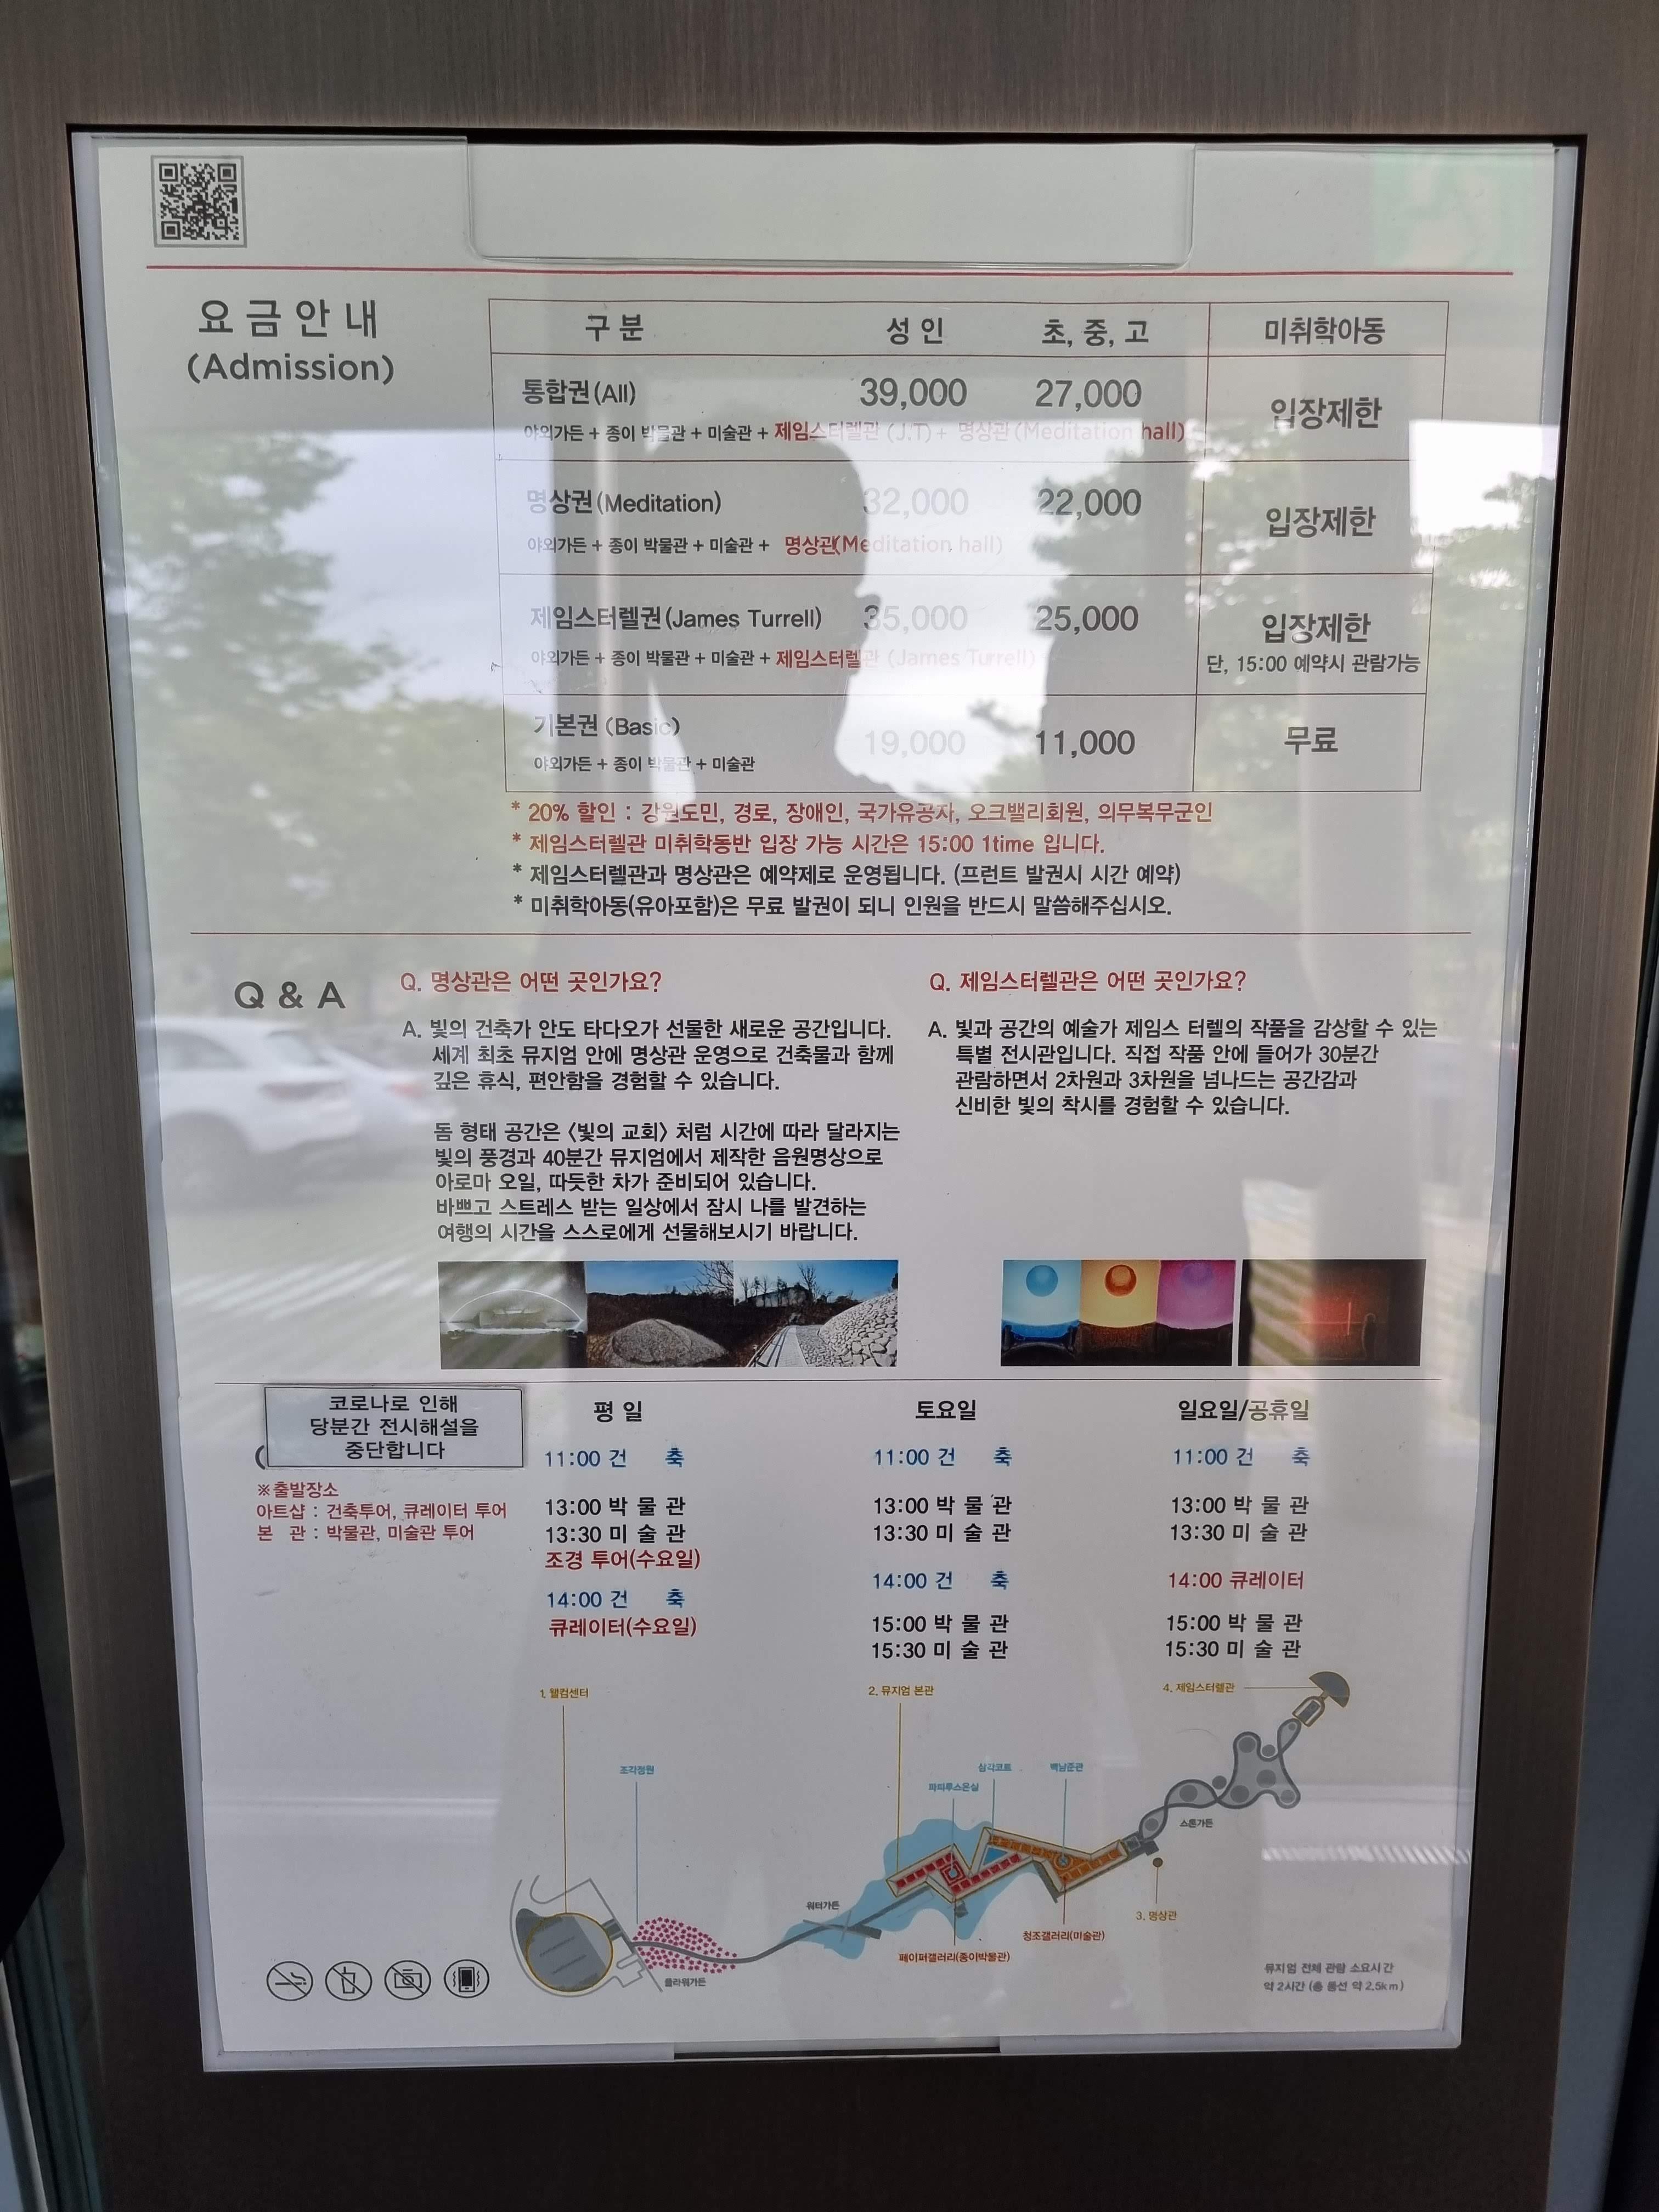 요금안내
(Admission)
구분 성인 초, 중, 고 미취학아동
통합권(All) 39,000 27,000 입장제한
야외가든 + 종이 박물관 + 미술관 + 제임스터렐관 (J.T) + 명상관(Meditation hall)
명상권(Meditation) 32,000 22,000 입장제한
야외가든 + 종이 박물관 + 미술관 + 명상관(Meditation hall)
제임스터렐권(James Turrell) 35,000 25,000 입장제한
단, 15:00 예약시 관람가능
야외가든 + 종이 박물관 + 미술관 + 제임스터렐관 (James Turrell)
기본권 (Basic) 19,000 11,000 무료
야외가든 + 종이 박물관 + 미술관
* 20% 할인 : 강원도민, 경로, 장애인, 국가유공자, 오크밸리회원, 의무복무군인
* 제임스터렐관 미취학동반 입장 가능 시간은 15:00 1time 입니다.
* 제임스터렐관과 명상관은 예약제로 운영됩니다. (프런트 발권시 시간 예약)
* 미취학아동(유아포함)은 무료 발권이 되니 인원을 반드시 말씀해주십시오.
Q & A
Q. 명상관은 어떤 곳인가요?
A. 빛의 건축가 안도 타다오가 선물한 새로운 공간입니다.
세계 최초 뮤지엄 안에 명상관 운영으로 건축물과 함께
깊은 휴식, 편안함을 경험할 수 있습니다.
돔 형태 공간은 <빛의 교회> 처럼 시간에 따라 달라지는
빛의 풍경과 40분간 뮤지엄에서 제작한 음원명상으로
아로마 오일, 따듯한 차가 준비되어 있습니다.
바쁘고 스트레스 받는 일상에서 잠시 나를 발견하는
여행의 시간을 스스로에게 선물해보시기 바랍니다.
Q. 제임스터렐관은 어떤 곳인가요?
A. 빛과 공간의 예술가 제임스 터렐의 작품을 감상할 수 있는
특별 전시관입니다. 직접 작품 안에 들어가 30분간
관람하면서 2차원과 3차원을 넘나드는 공간감과
신비한 빛의 착시를 경험할 수 있습니다.
코로나로 인해
당분간 전시해설을
중단합니다
(
※출발장소
아트샵 : 건축투어, 큐레이터 투어
본 관 : 박물관, 미술관 투어
평일
11:00 건 축
13:00 박 물 관
13:30 미 술 관
조경 투어(수요일)
14:00 건 축
큐레이터(수요일)
토요일
11:00 건 축
13:00 박 물 관
13:30 미 술 관
14:00 건 축
15:00 박 물 관
15:30 미 술 관
일요일/공휴일
11:00 건 축
13:00 박 물 관
13:30 미 술 관
14:00 큐레이터
15:00 박 물 관
15:30 미 술 관
1. 웰컴센터
2. 뮤지엄 본관
4. 제임스터렐관
조각정원
삼각코트
백남준관
파피루스온실
스톤가든
워터가든
3. 명상관
청조갤러리(미술관)
페이퍼갤러리(종이박물관)
플라워가든
뮤지엄 전체 관람 소요시간
약 2시간 (총 동선 약 2.5km)